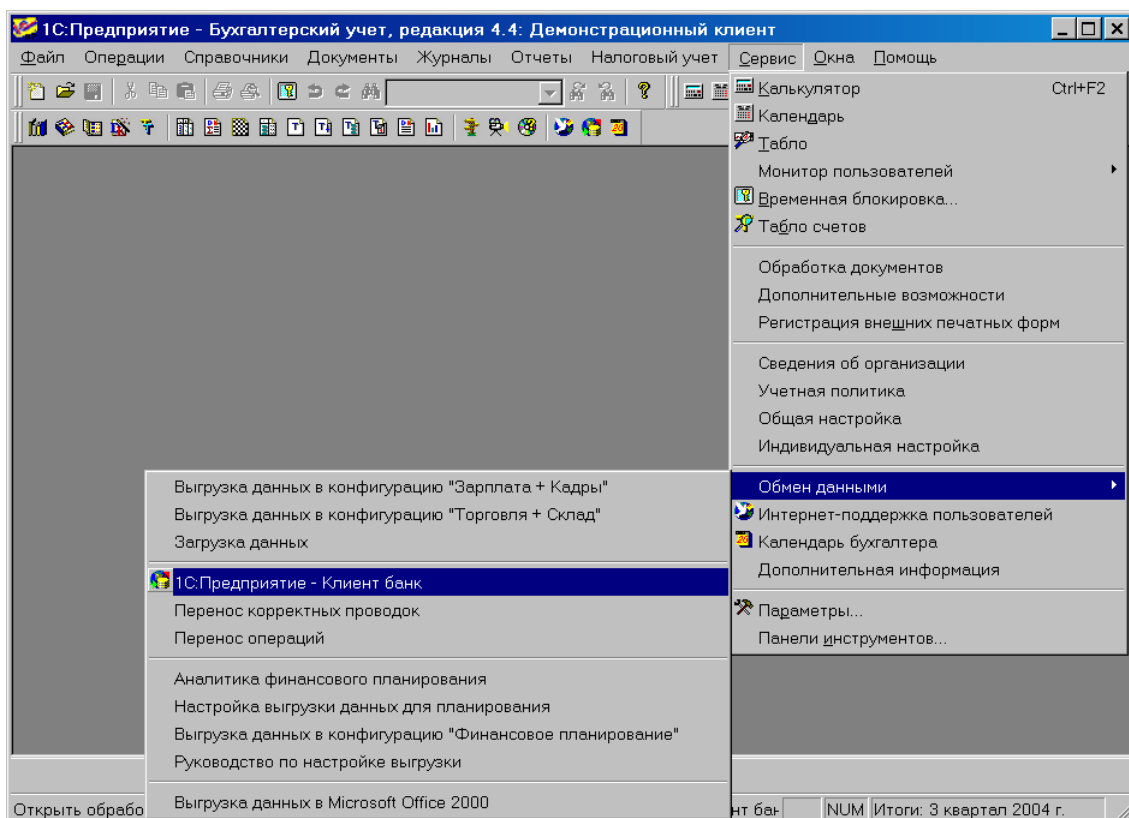 1С:Предприятие - Бухгалтерский учет, редакция 4.4: Демонстрационный клиент
Файл Операции Справочники Документы Журналы Отчеты Налоговый учет Сервис Окна Помощь
Калькулятор Ctrl+F2
Календарь
Табло
Монитор пользователей
Временная блокировка...
Табло счетов
Обработка документов
Дополнительные возможности
Регистрация внешних печатных форм
Сведения об организации
Учетная политика
Общая настройка
Индивидуальная настройка
Обмен данными
Интернет-поддержка пользователей
Календарь бухгалтера
Дополнительная информация
Параметры...
Панели инструментов...
Выгрузка данных в конфигурацию "Зарплата + Кадры"
Выгрузка данных в конфигурацию "Торговля + Склад"
Загрузка данных
1С:Предприятие - Клиент банк
Перенос корректных проводок
Перенос операций
Аналитика финансового планирования
Настройка выгрузки данных для планирования
Выгрузка данных в конфигурацию "Финансовое планирование"
Руководство по настройке выгрузки
Выгрузка данных в Microsoft Office 2000
Открыть обрабо нт бан NUM Итоги: 3 квартал 2004 г.